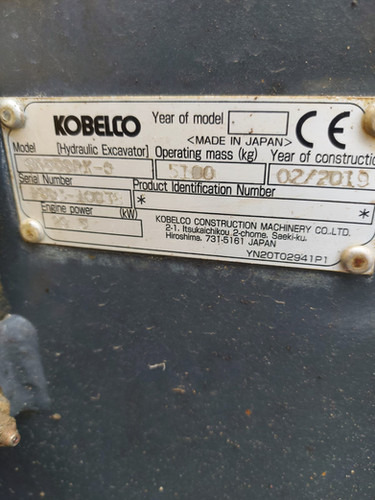 KOBELCO Year of model CE
<MADE IN JAPAN>
Model [Hydraulic Excavator] Operating mass (kg) Year of construction
5100 02/2019
Serial Number Product Identification Number
* *
Engine power (kW)
KOBELCO CONSTRUCTION MACHINERY CO.,LTD.
2-1, Itsukaichikou 2-chome, Saeki-ku,
Hiroshima. 731-5161 JAPAN
YN20T02941P1